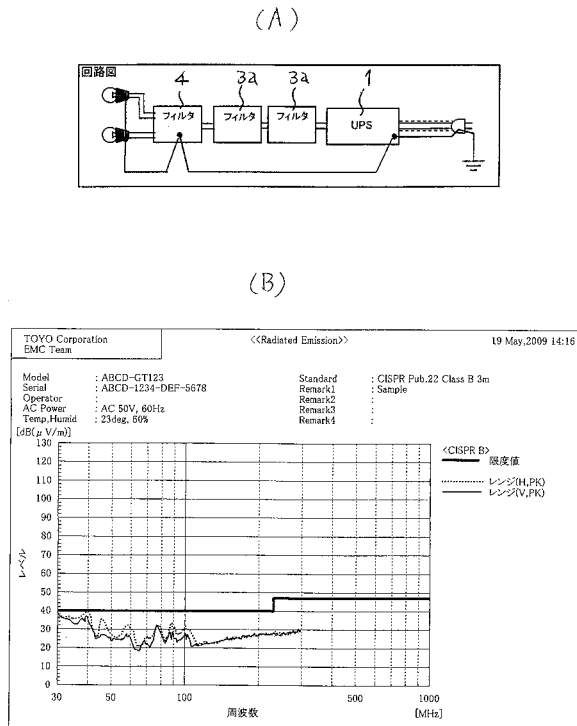 (A)
回路図
4
3a
3a
1
フィルタ
フィルタ
フィルタ
UPS
(B)
TOYO Corporation
EMC Team
<<Radiated Emission>>
19 May,2009 14:16
Model : ABCD-GT123
Serial : ABCD-1234-DEF-5678
Operator :
AC Power : AC 50V, 60Hz
Temp,Humid : 23deg, 60%
Standard : CISPR Pub.22 Class B 3m
Remark1 : Sample
Remark2 :
Remark3 :
Remark4 :
[dB(μV/m)]
<CISPR B>
限度値
レンジ(H,PK)
レンジ(V,PK)
130
120
110
100
90
80
70
60
50
40
30
20
10
0
レベル
30 50 100 500 1000
周波数
[MHz]